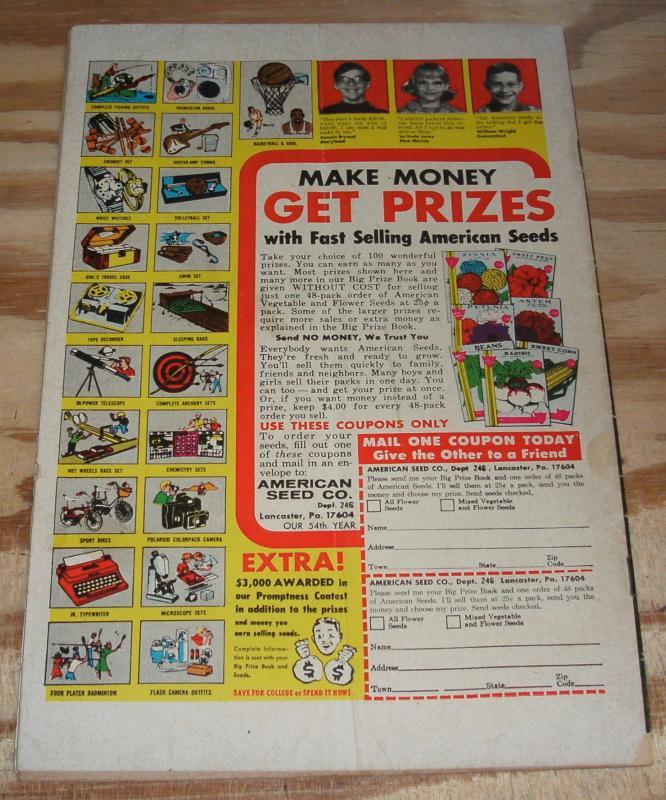 COMPLETE FISHING OUTFITS
TRANSISTOR RADIO
CROQUET SET
GUITAR-AMP COMBO
BASKETBALL & GOAL
WRIST WATCHES
VOLLEYBALL SET
GIRL'S TRAVEL CASE
SWIM SET
TAPE RECORDER
SLEEPING BAGS
30-POWER TELESCOPE
COMPLETE ARCHERY SETS
HOT WHEELS RACE SET
CHEMISTRY SETS
SPORT BIKES
POLAROID COLORPACK CAMERA
JR. TYPEWRITER
MICROSCOPE SETS
FOUR PLAYER BADMINTON
FLASH CAMERA OUTFITS
Dennis Bryant
Maryland
New Mexico
William Wright
Connecticut
MAKE MONEY
GET PRIZES
with Fast Selling American Seeds
Take your choice of 100 wonderful
prizes. You can earn as many as you
want. Most prizes shown here and
many more in our Big Prize Book are
given WITHOUT COST for selling
just one 48-pack order of American
Vegetable and Flower Seeds at 25¢ a
pack. Some of the larger prizes re-
quire more sales or extra money as
explained in the Big Prize Book.
Send NO MONEY, We Trust You
Everybody wants American Seeds.
They're fresh and ready to grow.
You'll sell them quickly to family,
friends and neighbors. Many boys and
girls sell their packs in one day. You
can too — and get your prize at once.
Or, if you want money instead of a
prize, keep $4.00 for every 48-pack
order you sell.
ZINNIA
SWEET PEAS
PETUNIA
ASTER
BEANS
RADISH
SWEET CORN
USE THESE COUPONS ONLY
To order your
seeds, fill out one
of these coupons
and mail in an en-
velope to:
AMERICAN
SEED CO.
Dept. 246
Lancaster, Pa. 17604
OUR 54th YEAR
EXTRA!
$3,000 AWARDED in
our Promptness Contest
in addition to the prizes
and money you
earn selling seeds.
Complete informa-
tion is sent with your
Big Prize Book and
Seeds.
$ $
SAVE FOR COLLEGE or SPEND IT NOW!
MAIL ONE COUPON TODAY
Give the Other to a Friend
AMERICAN SEED CO., Dept 246, Lancaster, Pa. 17604
Please send me your Big Prize Book and one order of 48 packs
of American Seeds. I'll sell them at 25¢ a pack, send you the
money and choose my prize. Send seeds checked.
All Flower
Seeds
Mixed Vegetable
and Flower Seeds
Name
Address
Town State Zip Code
AMERICAN SEED CO., Dept. 246 Lancaster, Pa. 17604
Please send me your Big Prize Book and one order of 48 packs
of American Seeds. I'll sell them at 25¢ a pack, send you the
money and choose my prize. Send seeds checked.
All Flower
Seeds
Mixed Vegetable
and Flower Seeds
Name
Address
Town State Zip Code